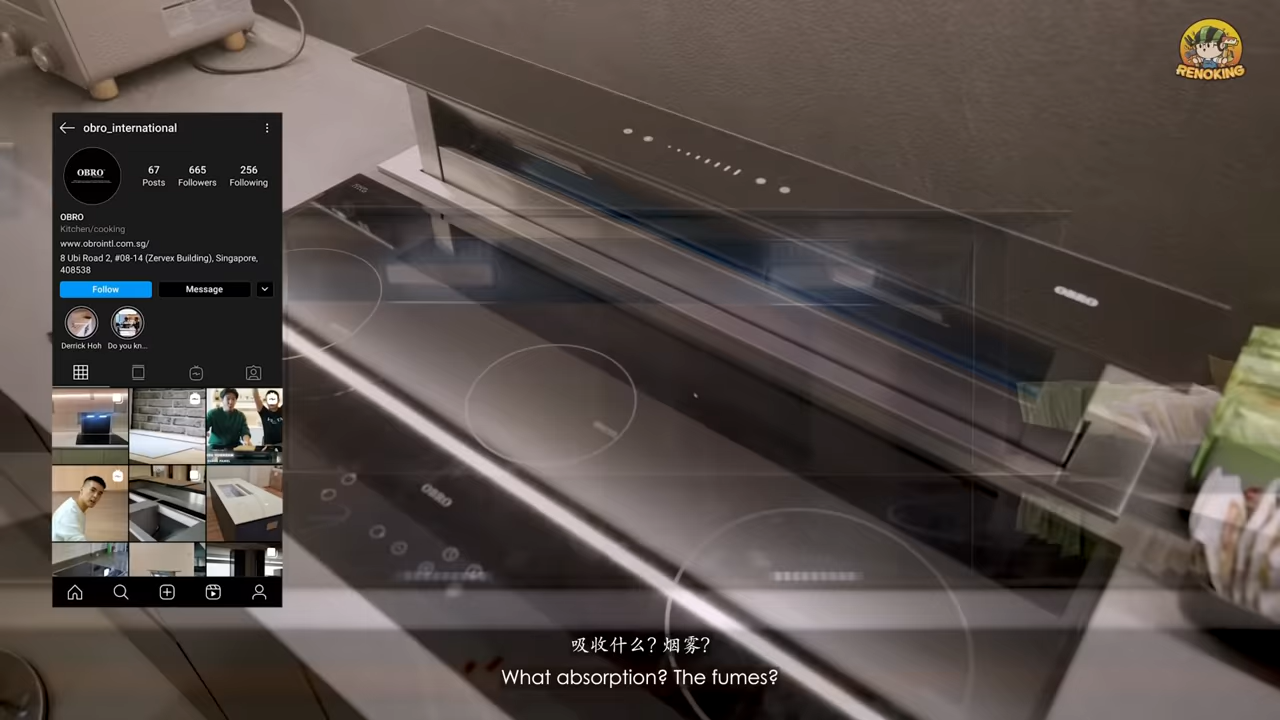 RENOKING
obro_international
OBRO
67
665
256
Posts
Followers
Following
OBRO
Kitchen/cooking
www.obrointl.com.sg/
8 Ubi Road 2, #08-14 (Zervex Building), Singapore,
408538
Follow
Message
Derrick Hoh
Do you kn...
OBRO
OBRO
吸收什么？烟雾？
What absorption? The fumes?